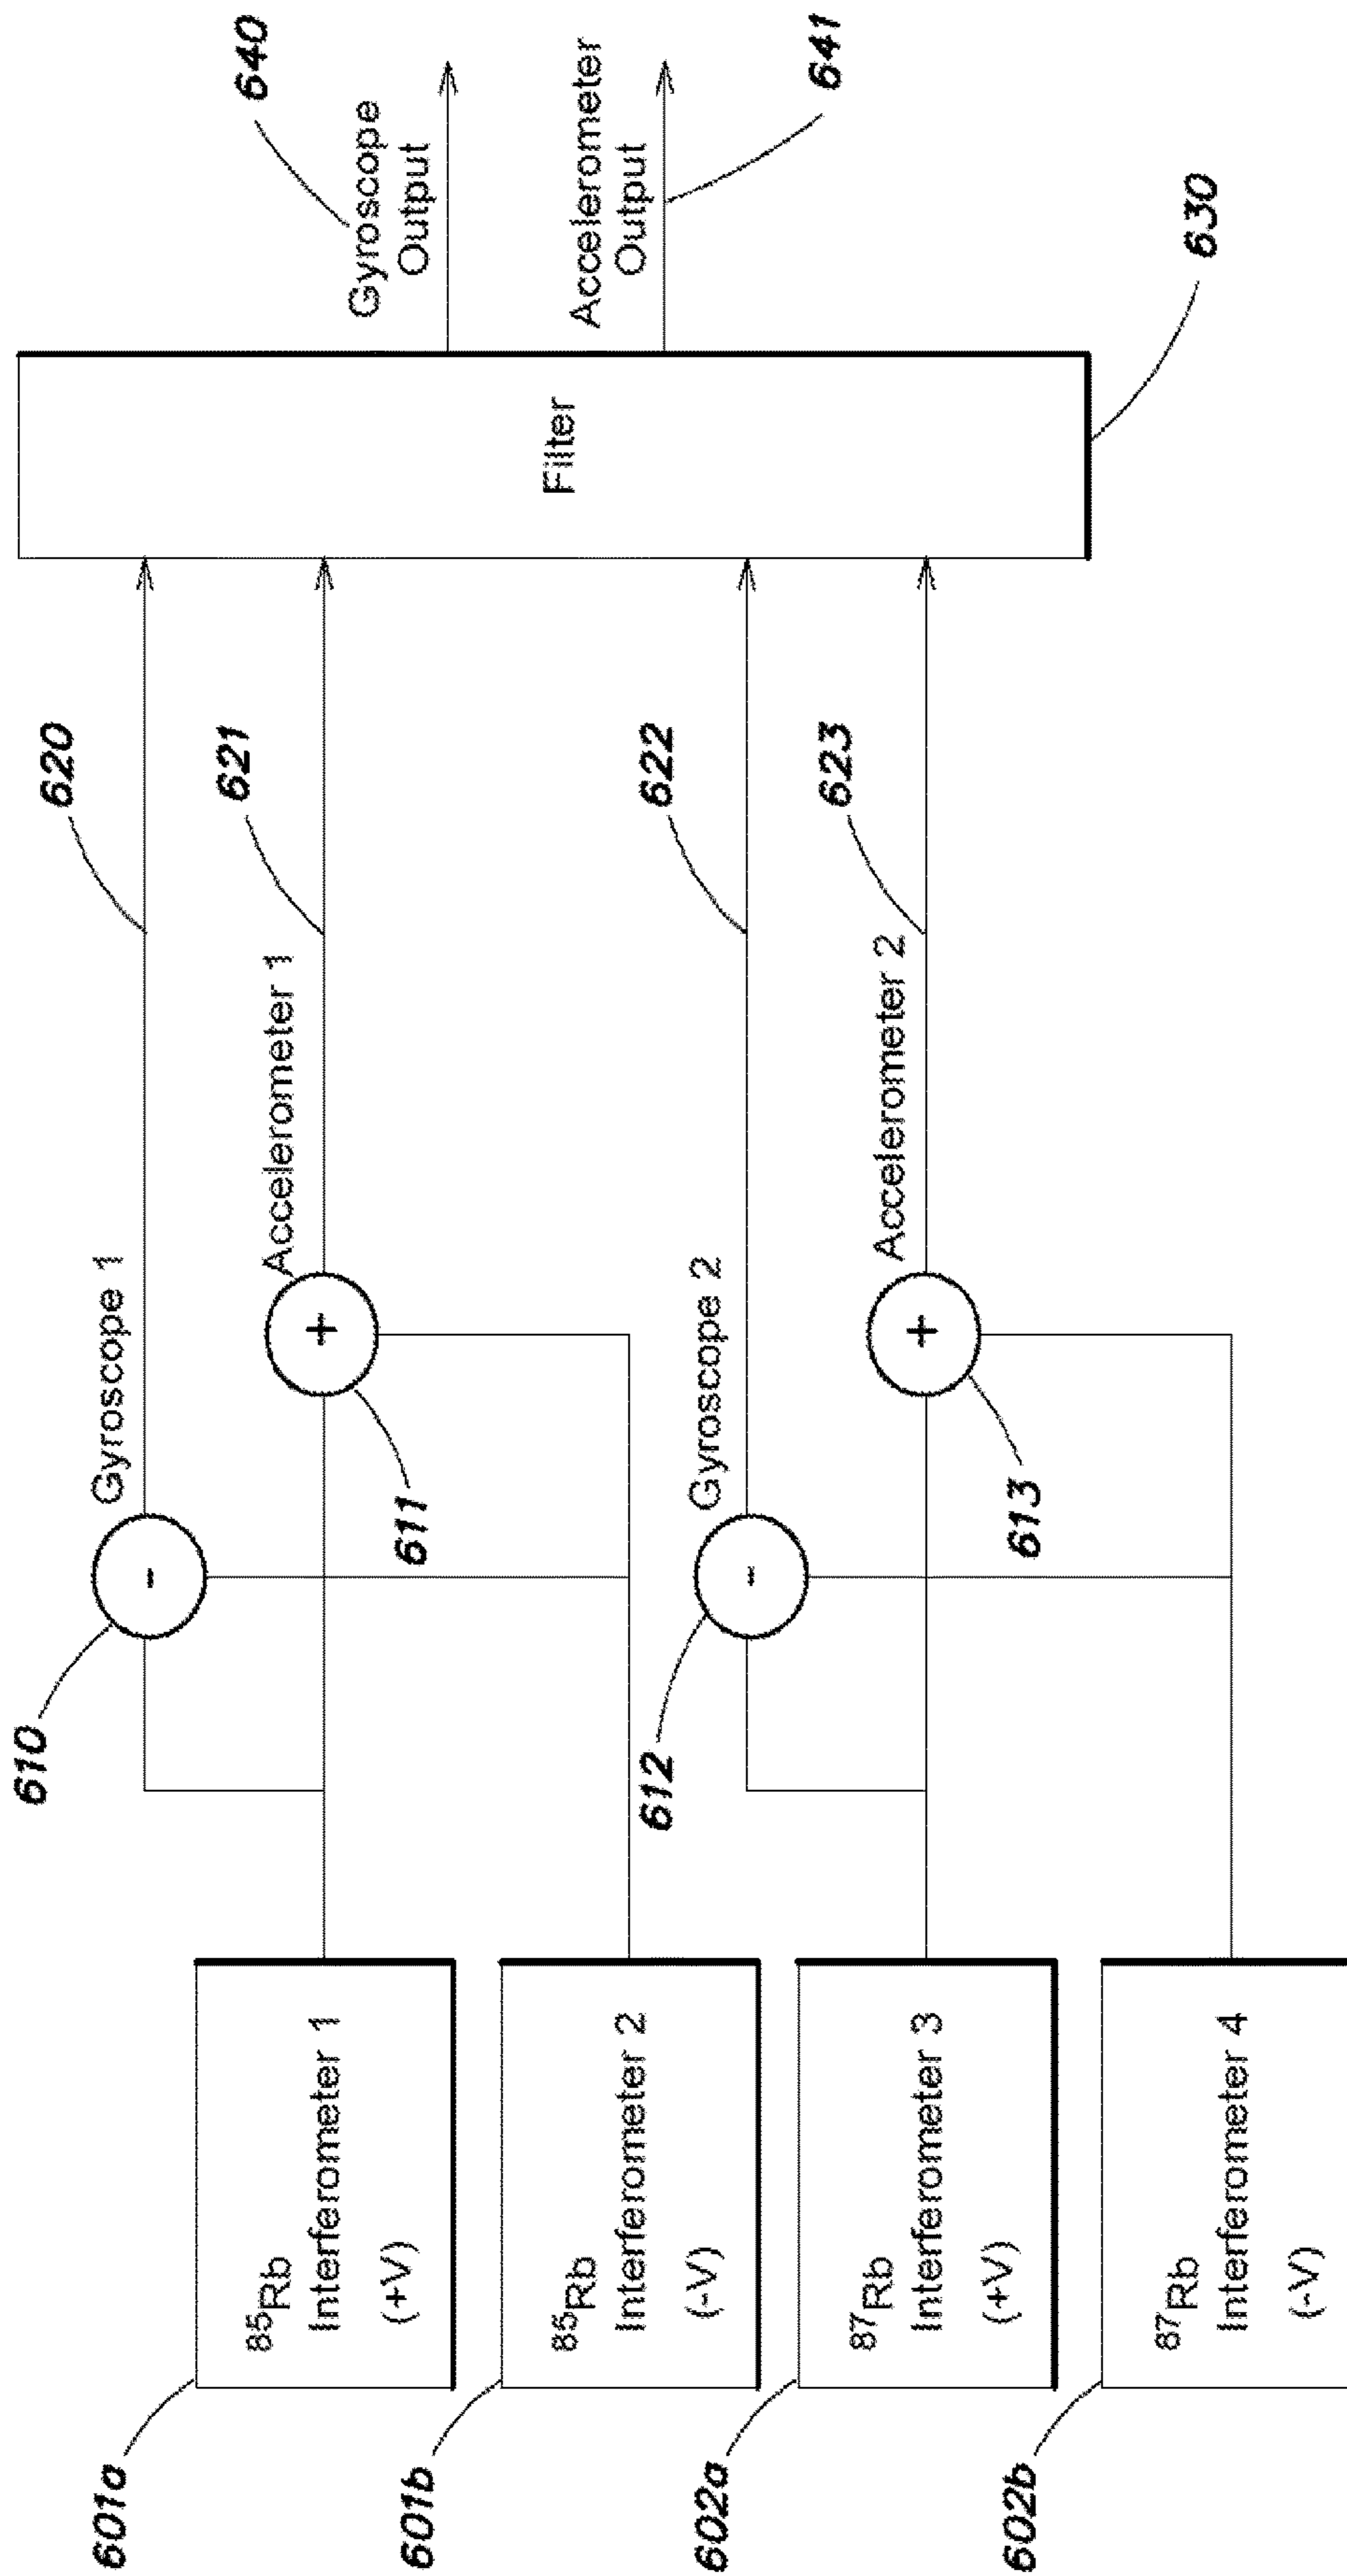 601a
85Rb
Interferometer 1
(+V)
601b
85Rb
Interferometer 2
(-V)
602a
87Rb
Interferometer 3
(+V)
602b
87Rb
Interferometer 4
(-V)
610
-
Gyroscope 1
620
611
+
Accelerometer 1
621
612
-
Gyroscope 2
622
613
+
Accelerometer 2
623
Filter
630
Gyroscope
Output
640
Accelerometer
Output
641